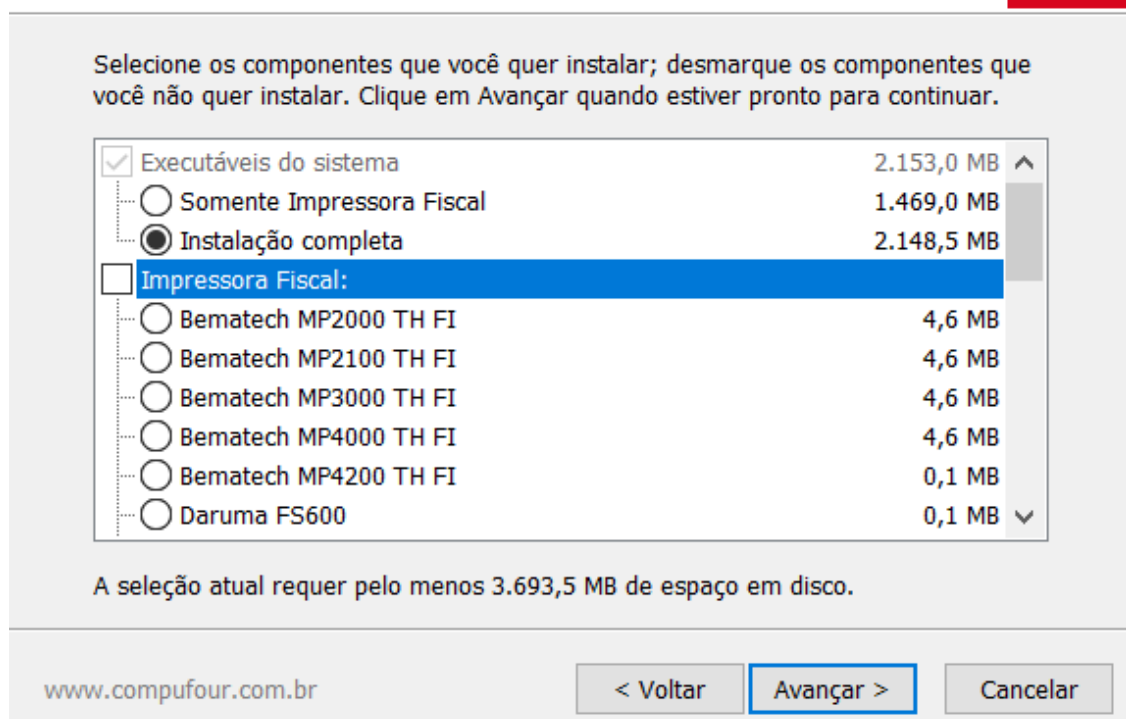 Selecione os componentes que você quer instalar; desmarque os componentes que
você não quer instalar. Clique em Avançar quando estiver pronto para continuar.
Executáveis do sistema 2.153,0 MB
Somente Impressora Fiscal 1.469,0 MB
Instalação completa 2.148,5 MB
Impressora Fiscal:
Bematech MP2000 TH FI 4,6 MB
Bematech MP2100 TH FI 4,6 MB
Bematech MP3000 TH FI 4,6 MB
Bematech MP4000 TH FI 4,6 MB
Bematech MP4200 TH FI 0,1 MB
Daruma FS600 0,1 MB
A seleção atual requer pelo menos 3.693,5 MB de espaço em disco.
www.compufour.com.br < Voltar Avançar > Cancelar